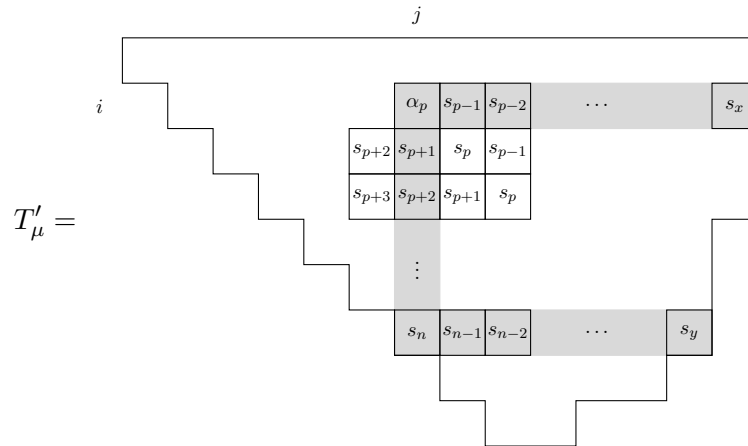 j
i
α_p s_{p−1} s_{p−2} ⋯ s_x
s_{p+2} s_{p+1} s_p s_{p−1}
s_{p+3} s_{p+2} s_{p+1} s_p
T′_μ =
⋮
s_n s_{n−1} s_{n−2} ⋯ s_y